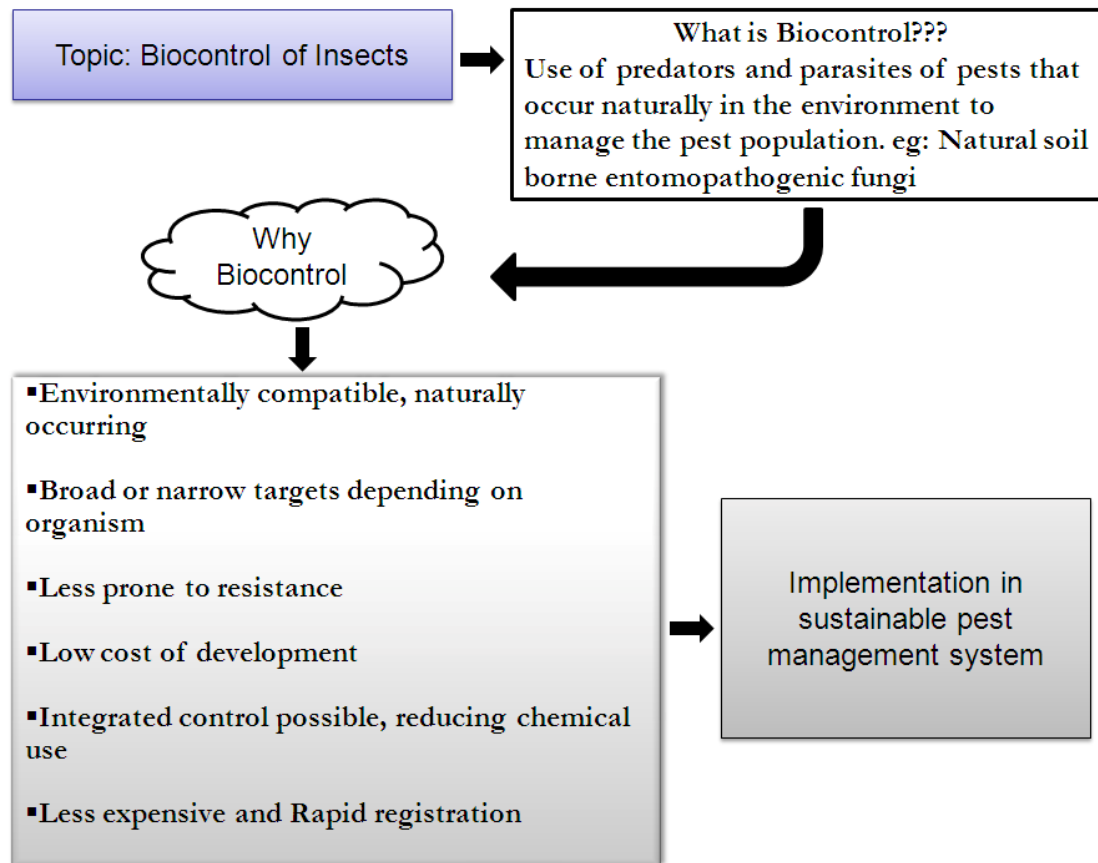 Topic: Biocontrol of Insects
What is Biocontrol???
Use of predators and parasites of pests that
occur naturally in the environment to
manage the pest population. eg: Natural soil
borne entomopathogenic fungi
Why
Biocontrol
▪Environmentally compatible, naturally
occurring
▪Broad or narrow targets depending on
organism
▪Less prone to resistance
▪Low cost of development
▪Integrated control possible, reducing chemical
use
▪Less expensive and Rapid registration
Implementation in
sustainable pest
management system